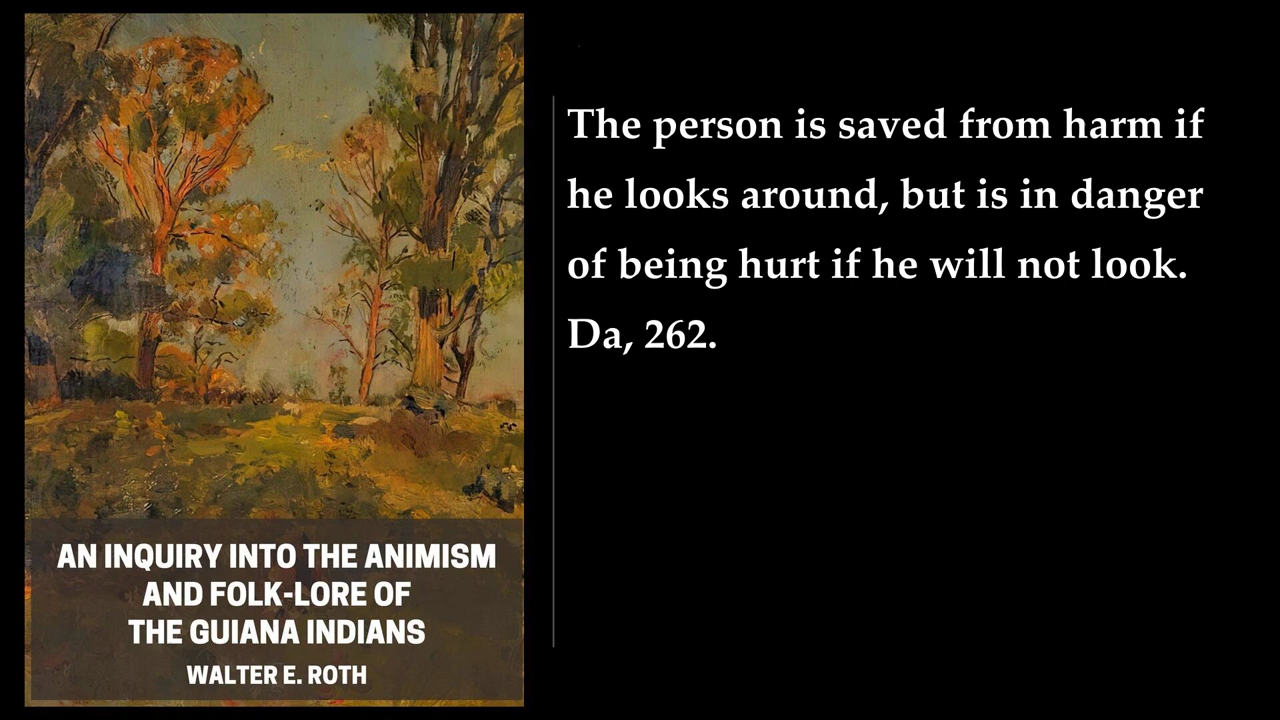 The person is saved from harm if
he looks around, but is in danger
of being hurt if he will not look.
Da, 262.
AN INQUIRY INTO THE ANIMISM
AND FOLK-LORE OF
THE GUIANA INDIANS
WALTER E. ROTH